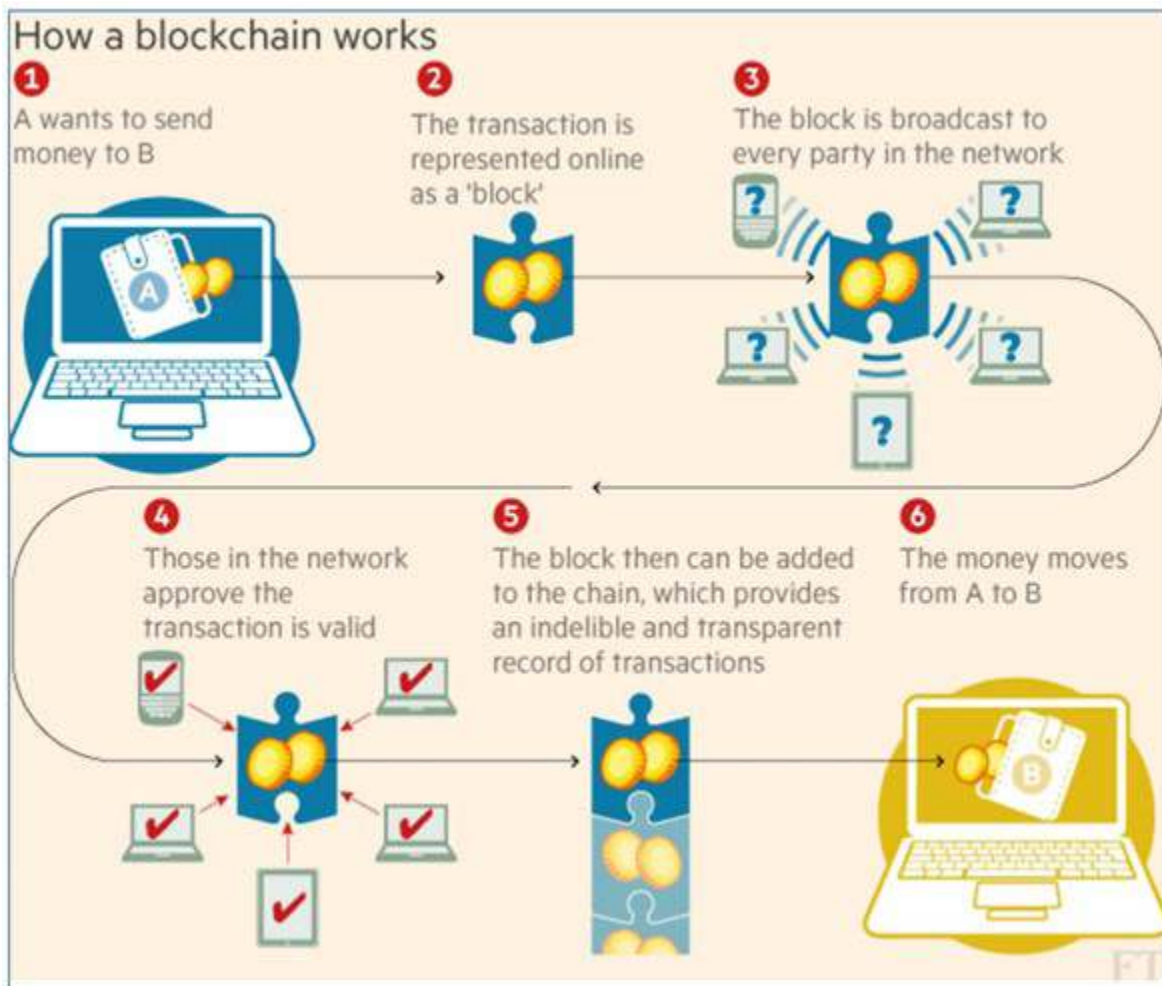 How a blockchain works
1
A wants to send
money to B
2
The transaction is
represented online
as a 'block'
3
The block is broadcast to
every party in the network
?
?
?
?
?
A
4
Those in the network
approve the
transaction is valid
5
The block then can be added
to the chain, which provides
an indelible and transparent
record of transactions
6
The money moves
from A to B
B
FT